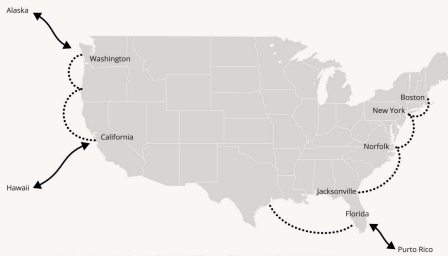 Alaska
Washington
Boston
New York
California
Norfolk
Hawaii
Jacksonville
Florida
Purto Rico